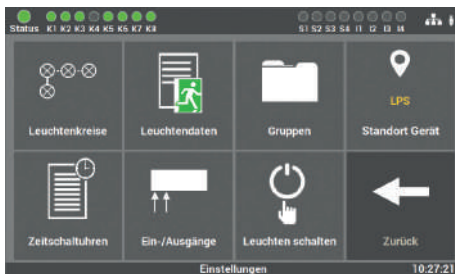 Status K1 K2 K3 K4 K5 K6 K7 K8 S1 S2 S3 S4 I1 I2 I3 I4
Leuchtenkreise
Leuchtendaten
Gruppen
LPS
Standort Gerät
Zeitschaltuhren
Ein-/Ausgänge
Leuchten schalten
Zurück
Einstellungen
10:27:21